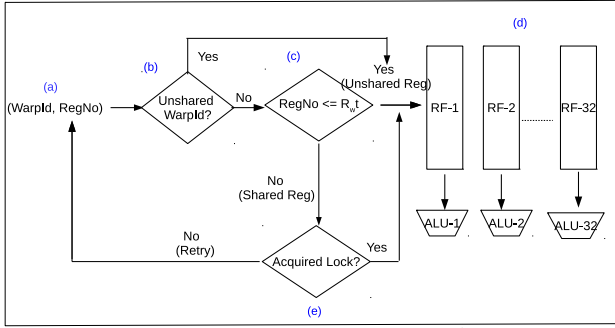 (d)
Yes
(b)
(c)
(a)
Yes
(Unshared Reg)
(WarpId, RegNo)
Unshared
WarpId?
No
RegNo <= Rwt
RF-1
RF-2
RF-32
No
(Shared Reg)
ALU-1
ALU-2
ALU-32
No
(Retry)
Acquired Lock?
Yes
(e)